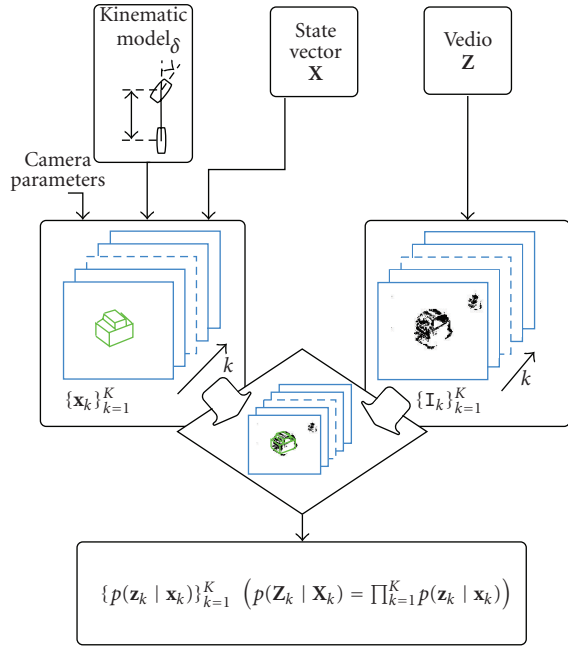 Kinematic
model δ
State
vector
X
Vedio
Z
Camera
parameters
k
{x_k}_{k=1}^K
k
{I_k}_{k=1}^K
{p(z_k | x_k)}_{k=1}^K (p(Z_k | X_k) = ∏_{k=1}^K p(z_k | x_k))